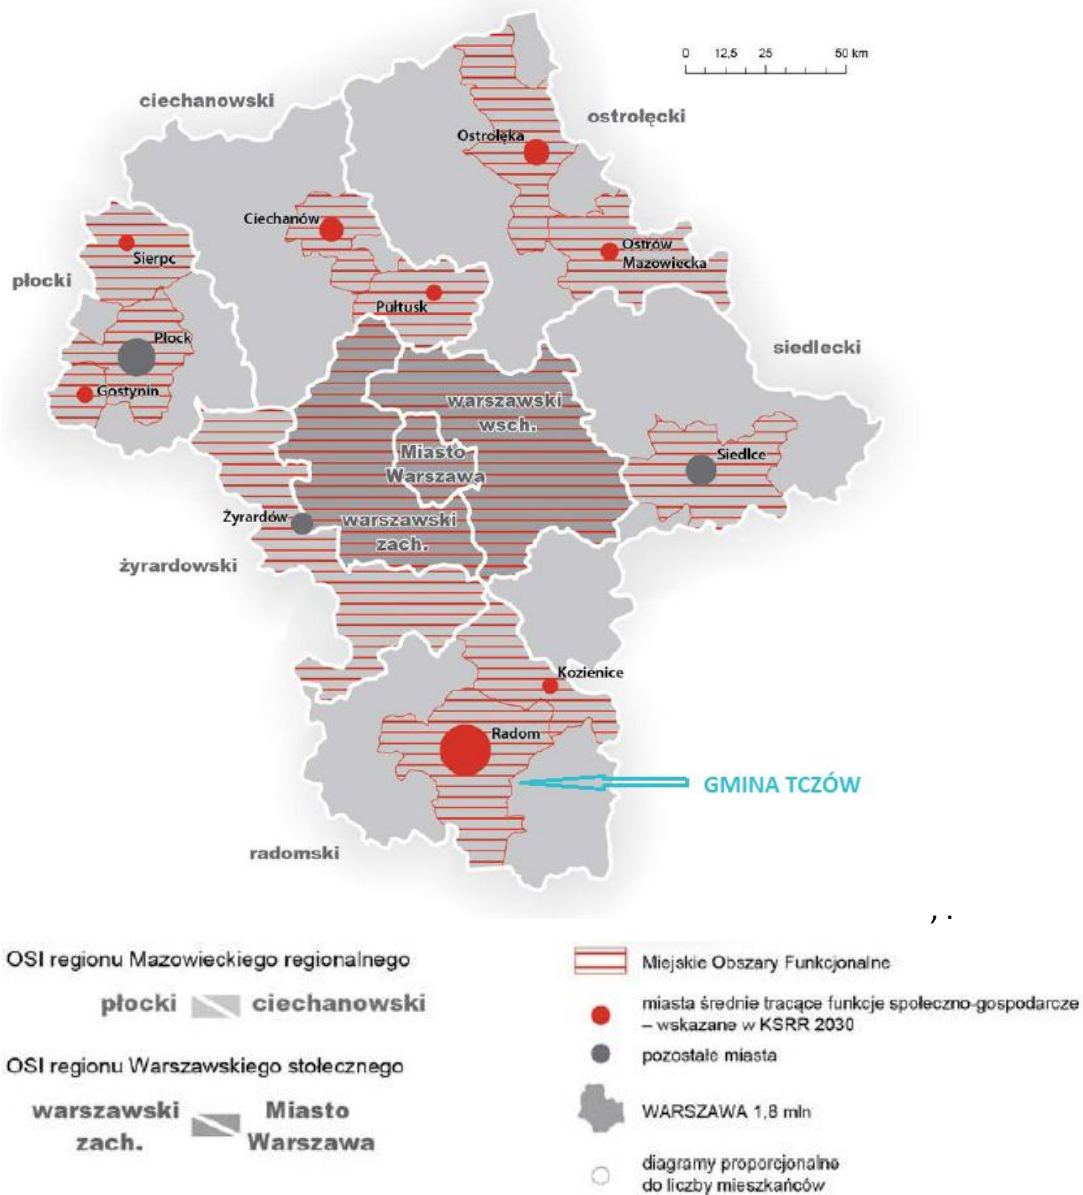 0 12,5 25 50 km
ciechanowski
ostrołęcki
Ostrołęka
Ciechanów
Sierpc
Ostrów
Mazowiecka
płocki
Pułtusk
Płock
siedlecki
Gostynin
warszawski
wsch.
Miasto
Warszawa
Siedlce
Żyrardów
warszawski
zach.
żyrardowski
Kozienice
Radom
GMINA TCZÓW
radomski
, .
OSI regionu Mazowieckiego regionalnego
płocki ciechanowski
OSI regionu Warszawskiego stołecznego
warszawski
zach.
Miasto
Warszawa
Miejskie Obszary Funkcjonalne
miasta średnie tracące funkcje społeczno-gospodarcze
– wskazane w KSRR 2030
pozostałe miasta
WARSZAWA 1,8 mln
diagramy proporcjonalne
do liczby mieszkańców